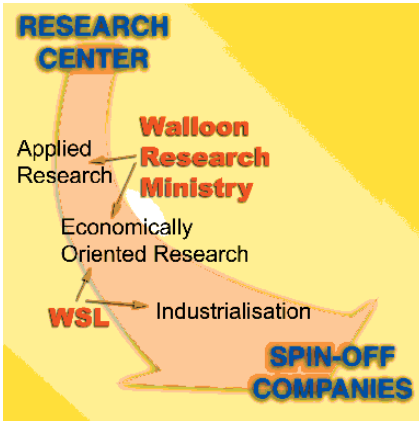 RESEARCH
CENTER
Walloon
Research
Ministry
Applied
Research
Economically
Oriented Research
WSL
Industrialisation
SPIN-OFF
COMPANIES